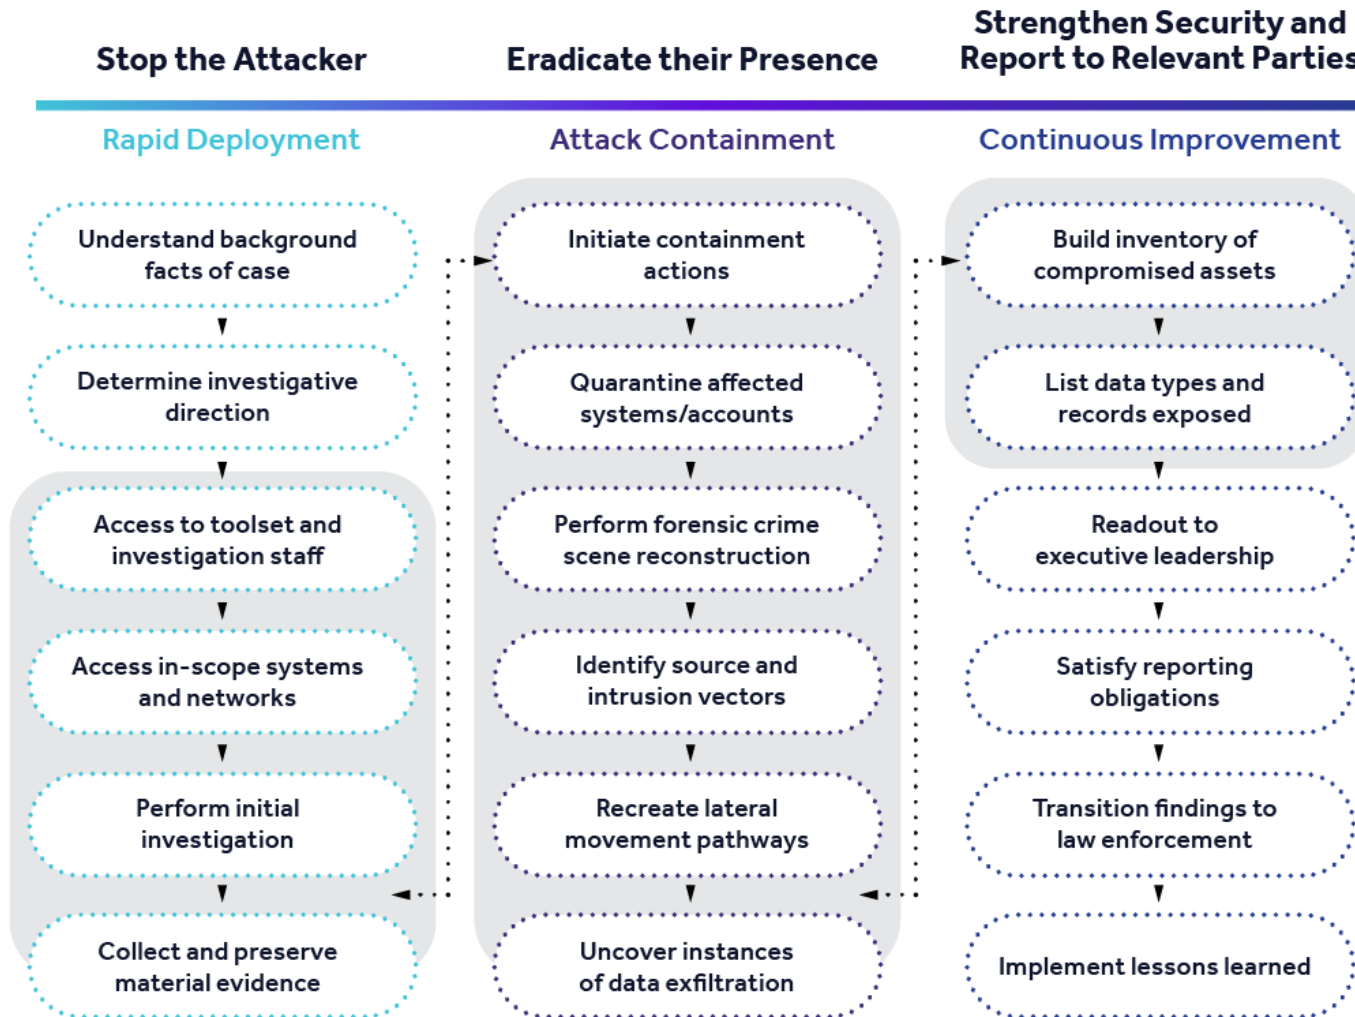 Stop the Attacker
Eradicate their Presence
Strengthen Security and
Report to Relevant Parties
Rapid Deployment
Attack Containment
Continuous Improvement
Understand background
facts of case
Determine investigative
direction
Access to toolset and
investigation staff
Access in-scope systems
and networks
Perform initial
investigation
Collect and preserve
material evidence
Initiate containment
actions
Quarantine affected
systems/accounts
Perform forensic crime
scene reconstruction
Identify source and
intrusion vectors
Recreate lateral
movement pathways
Uncover instances
of data exfiltration
Build inventory of
compromised assets
List data types and
records exposed
Readout to
executive leadership
Satisfy reporting
obligations
Transition findings to
law enforcement
Implement lessons learned